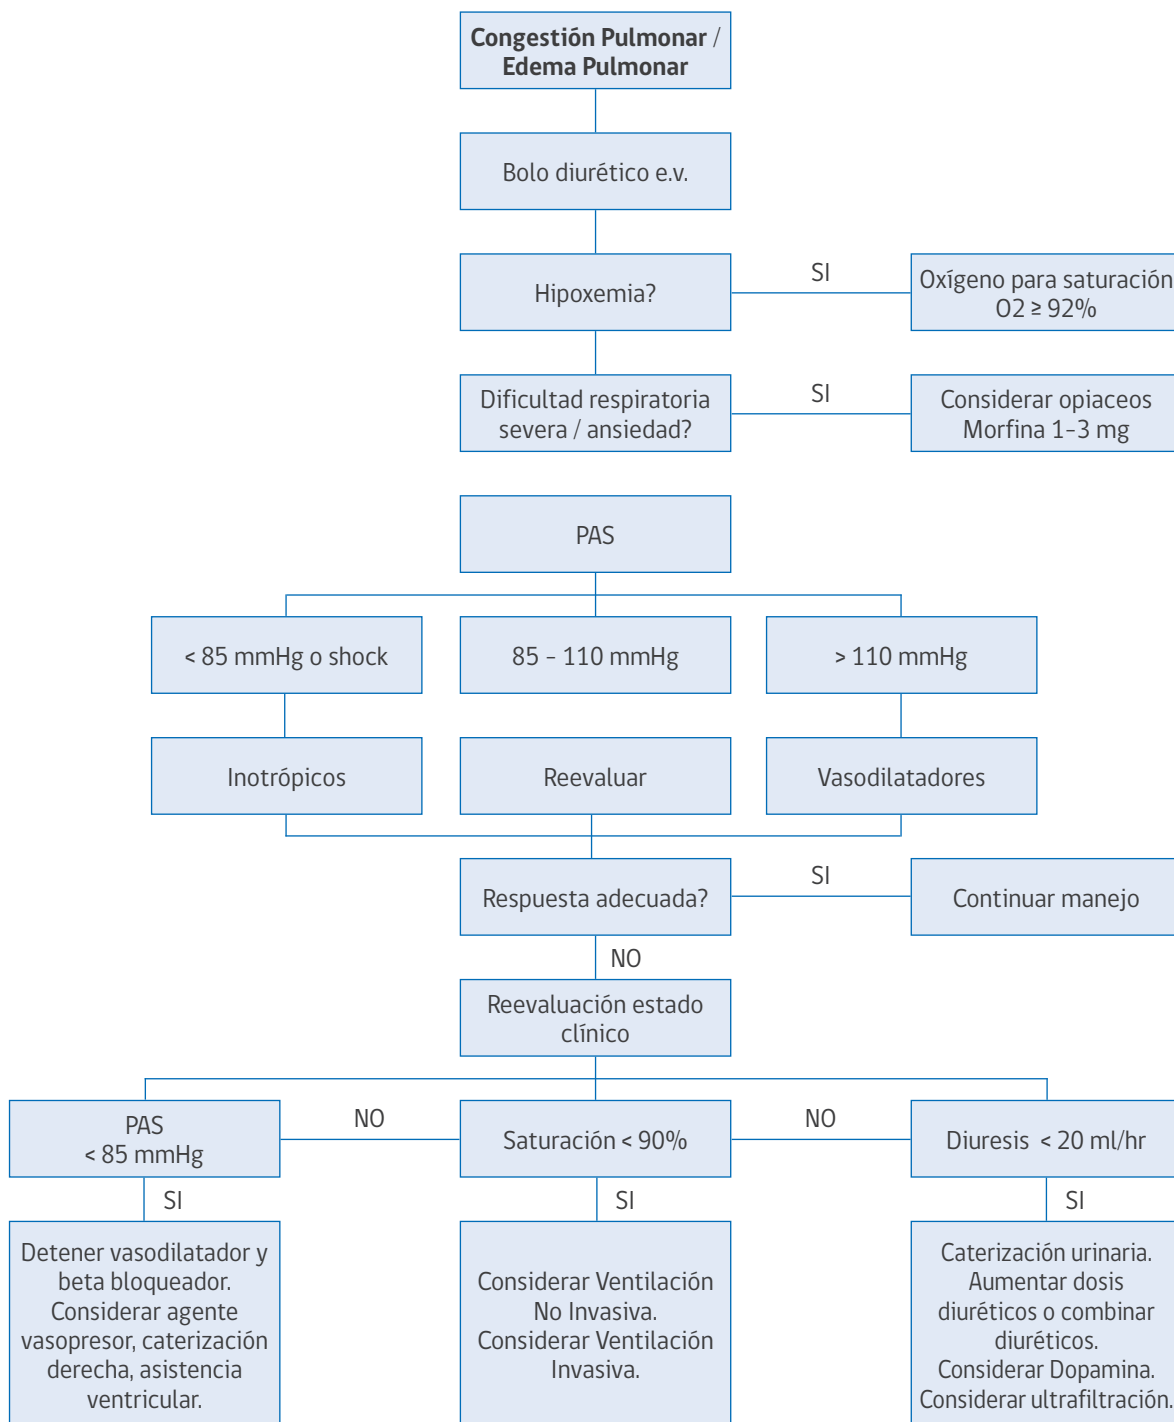 Congestión Pulmonar /
Edema Pulmonar
Bolo diurético e.v.
Hipoxemia?
SI
Oxígeno para saturación
O2 ≥ 92%
Dificultad respiratoria
severa / ansiedad?
SI
Considerar opiaceos
Morfina 1–3 mg
PAS
< 85 mmHg o shock
85 – 110 mmHg
> 110 mmHg
Inotrópicos
Reevaluar
Vasodilatadores
Respuesta adecuada?
SI
Continuar manejo
NO
Reevaluación estado
clínico
PAS
< 85 mmHg
NO
Saturación < 90%
NO
Diuresis < 20 ml/hr
SI
SI
SI
Detener vasodilatador y
beta bloqueador.
Considerar agente
vasopresor, caterización
derecha, asistencia
ventricular.
Considerar Ventilación
No Invasiva.
Considerar Ventilación
Invasiva.
Caterización urinaria.
Aumentar dosis
diuréticos o combinar
diuréticos.
Considerar Dopamina.
Considerar ultrafiltración.